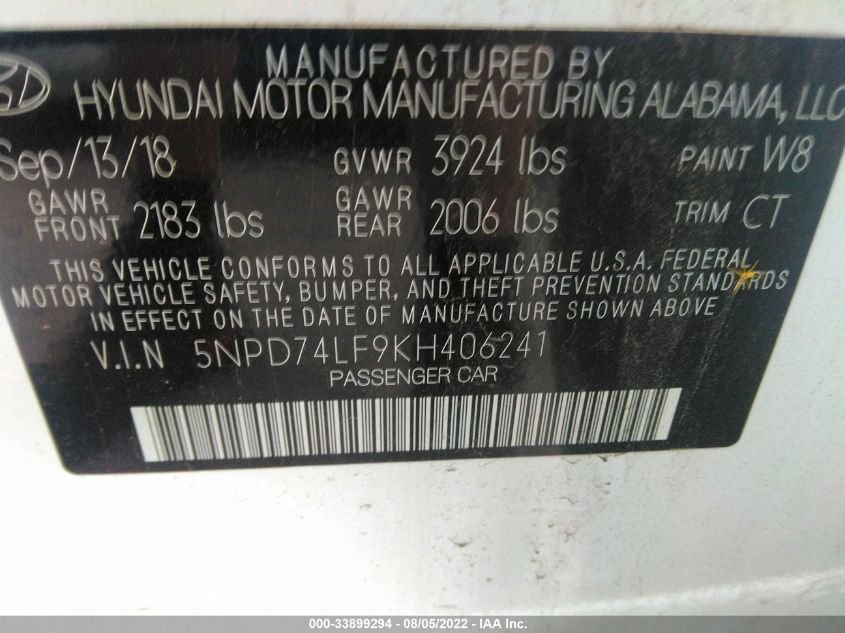 MANUFACTURED BY
HYUNDAI MOTOR MANUFACTURING ALABAMA, LLC
Sep/13/18 GVWR 3924 lbs PAINT W8
GAWR FRONT 2183 lbs GAWR REAR 2006 lbs TRIM CT
THIS VEHICLE CONFORMS TO ALL APPLICABLE U.S.A. FEDERAL
MOTOR VEHICLE SAFETY, BUMPER, AND THEFT PREVENTION STANDARDS
IN EFFECT ON THE DATE OF MANUFACTURE SHOWN ABOVE
V.I.N 5NPD74LF9KH406241
PASSENGER CAR
000-33899294 - 08/05/2022 - IAA Inc.